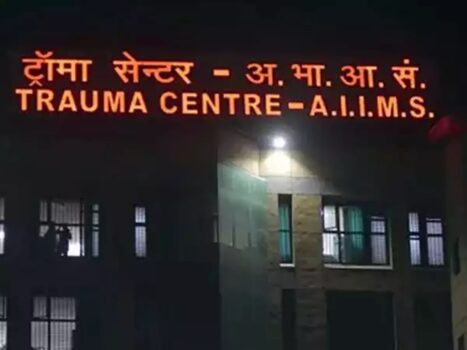 ट्रॉमा सेन्टर - अ. भा. आ. सं.
TRAUMA CENTRE - A.I.I.M.S.